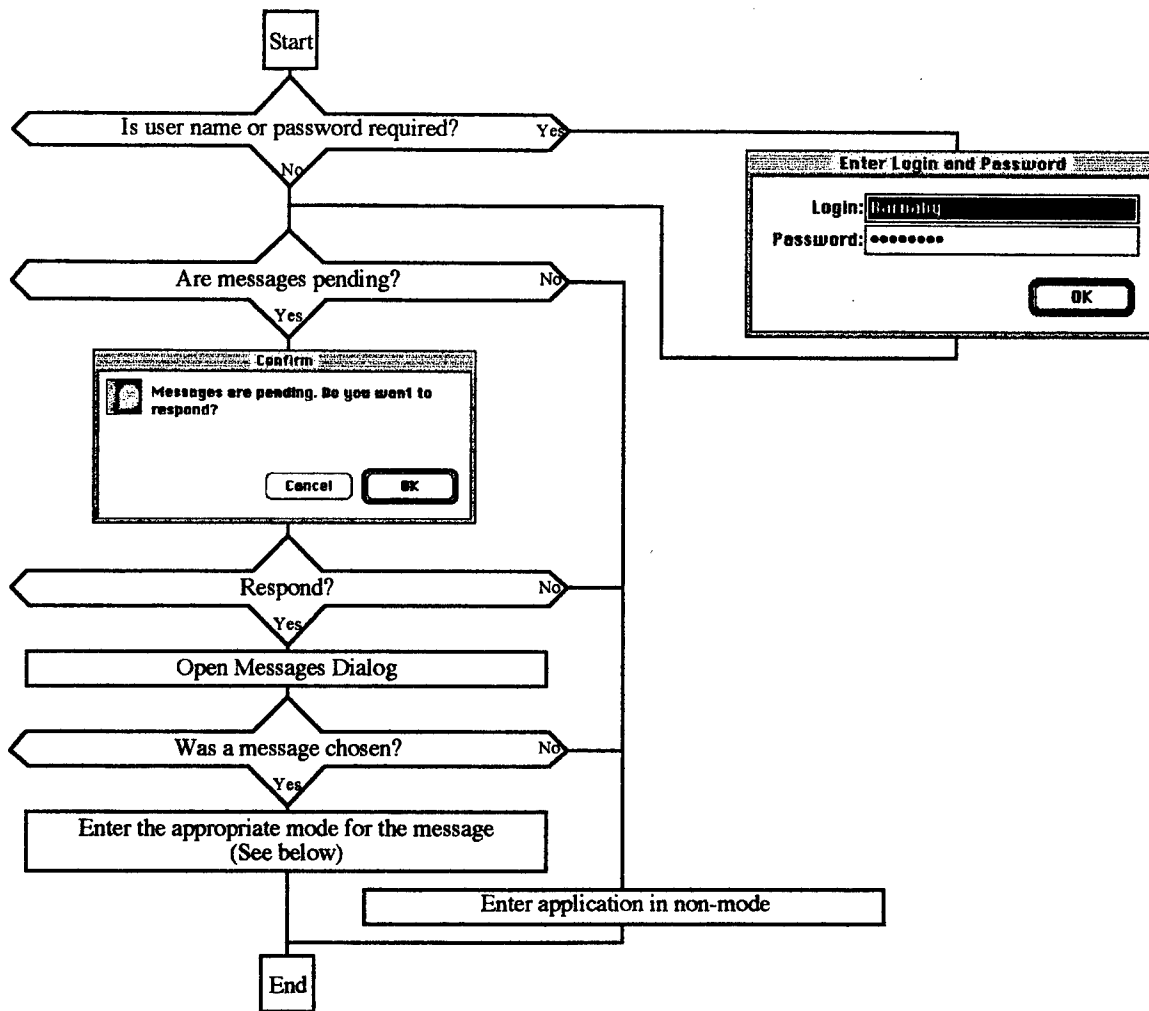 Start
Is user name or password required?
Yes
No
Enter Login and Password
Login: Barnaby
Password: ••••••••
OK
Are messages pending?
No
Yes
Confirm
Messages are pending. Do you want to
respond?
Cancel
OK
Respond?
No
Yes
Open Messages Dialog
Was a message chosen?
No
Yes
Enter the appropriate mode for the message
(See below)
Enter application in non-mode
End